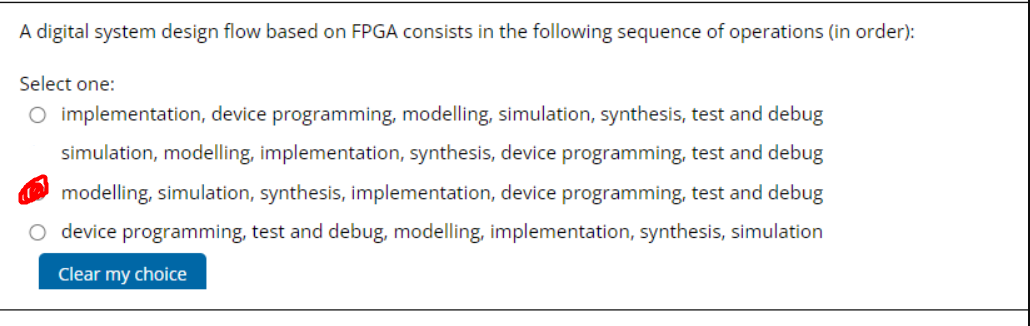 A digital system design flow based on FPGA consists in the following sequence of operations (in order):
Select one:
implementation, device programming, modelling, simulation, synthesis, test and debug
simulation, modelling, implementation, synthesis, device programming, test and debug
modelling, simulation, synthesis, implementation, device programming, test and debug
device programming, test and debug, modelling, implementation, synthesis, simulation
Clear my choice